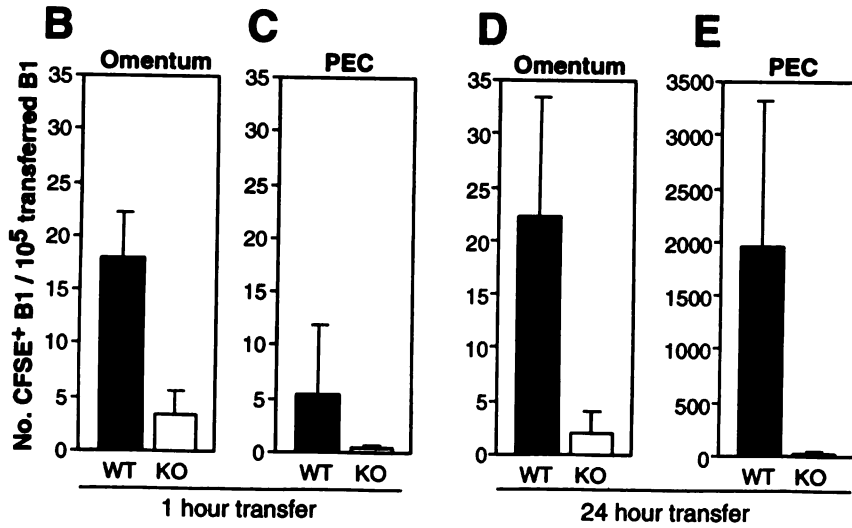 B C D E
Omentum PEC Omentum PEC
No. CFSE+ B1 / 10⁵ transferred B1
35 35 35 3500
30 30 30 3000
25 25 25 2500
20 20 20 2000
15 15 15 1500
10 10 10 1000
5 5 5 500
0 0 0 0
WT KO WT KO WT KO WT KO
1 hour transfer 24 hour transfer